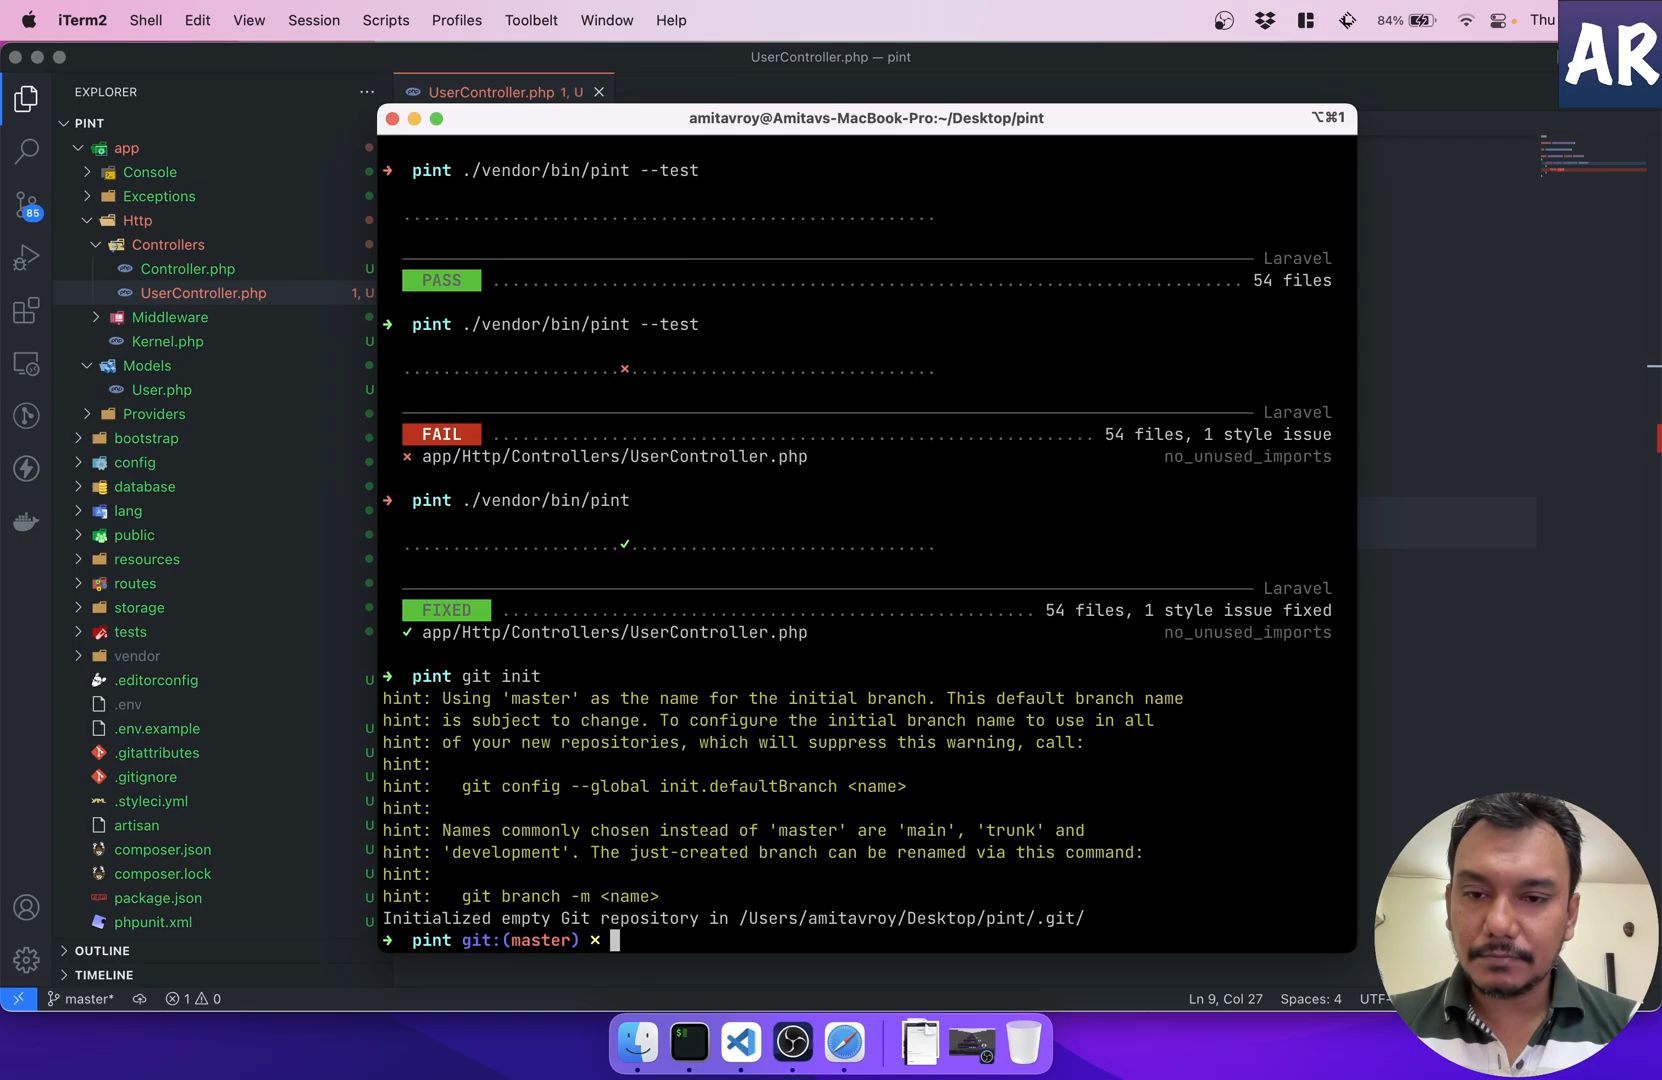 iTerm2 Shell Edit View Session Scripts Profiles Toolbelt Window Help 84% Thu
AR
UserController.php — pint
EXPLORER
UserController.php 1, U
PINT
app
Console
Exceptions
Http
Controllers
Controller.php U
UserController.php 1, U
Middleware
Kernel.php U
Models
User.php U
Providers
bootstrap
config
database
lang
public
resources
routes
storage
tests
vendor
.editorconfig U
.env
.env.example U
.gitattributes U
.gitignore U
.styleci.yml U
artisan U
composer.json U
composer.lock U
package.json U
phpunit.xml U
OUTLINE
TIMELINE
85
amitavroy@Amitavs-MacBook-Pro:~/Desktop/pint ⌥⌘1
➜ pint ./vendor/bin/pint --test
......................................................
Laravel
PASS ............................................................................ 54 files
➜ pint ./vendor/bin/pint --test
......................⨯...............................
Laravel
FAIL ............................................................. 54 files, 1 style issue
⨯ app/Http/Controllers/UserController.php no_unused_imports
➜ pint ./vendor/bin/pint
......................✓...............................
Laravel
FIXED ...................................................... 54 files, 1 style issue fixed
✓ app/Http/Controllers/UserController.php no_unused_imports
➜ pint git init
hint: Using 'master' as the name for the initial branch. This default branch name
hint: is subject to change. To configure the initial branch name to use in all
hint: of your new repositories, which will suppress this warning, call:
hint:
hint: git config --global init.defaultBranch <name>
hint:
hint: Names commonly chosen instead of 'master' are 'main', 'trunk' and
hint: 'development'. The just-created branch can be renamed via this command:
hint:
hint: git branch -m <name>
Initialized empty Git repository in /Users/amitavroy/Desktop/pint/.git/
➜ pint git:(master) ×
master* 1 0 Ln 9, Col 27 Spaces: 4 UTF-